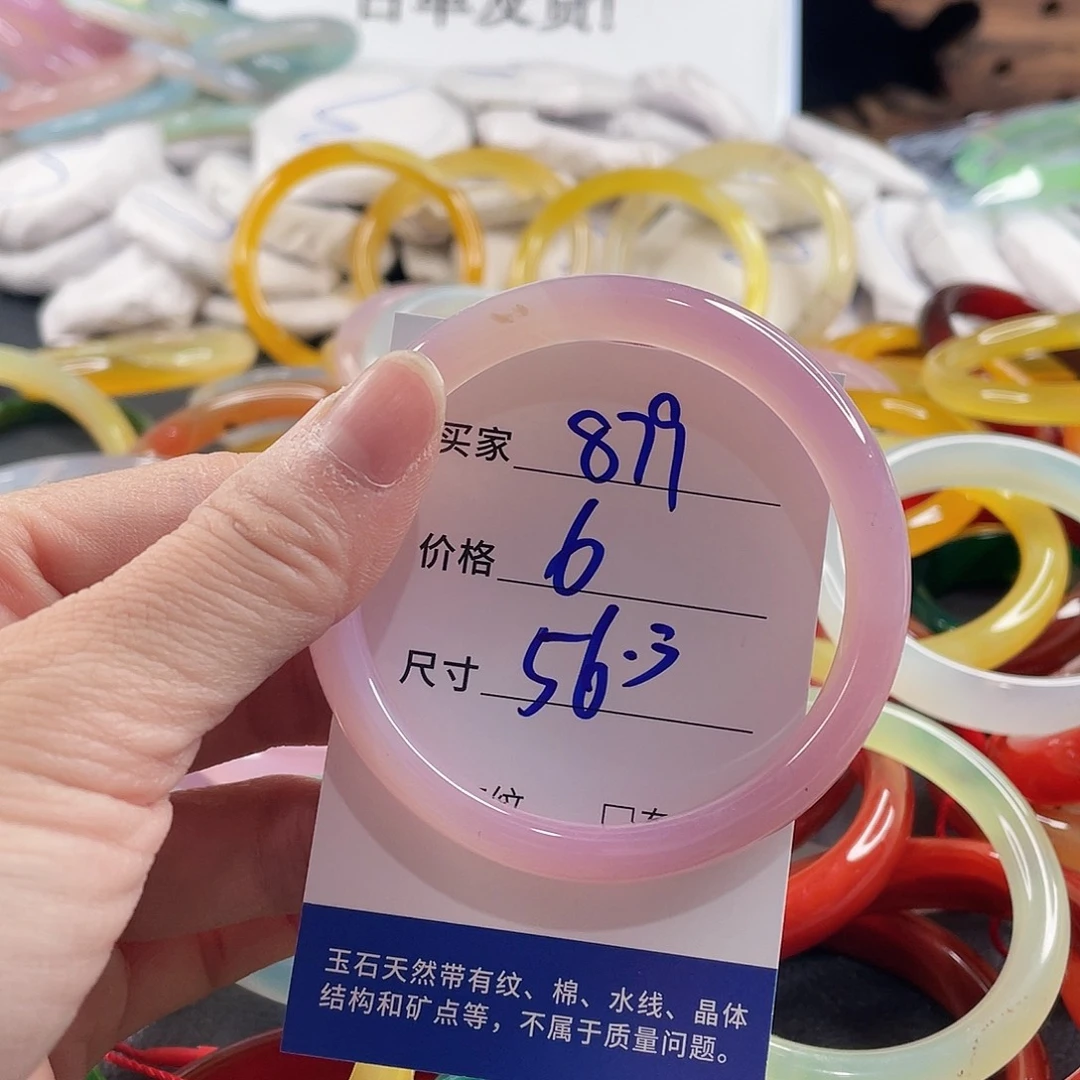 买家 879
价格 6
尺寸 56.3
玉石天然带有纹、棉、水线、晶体
结构和矿点等，不属于质量问题。